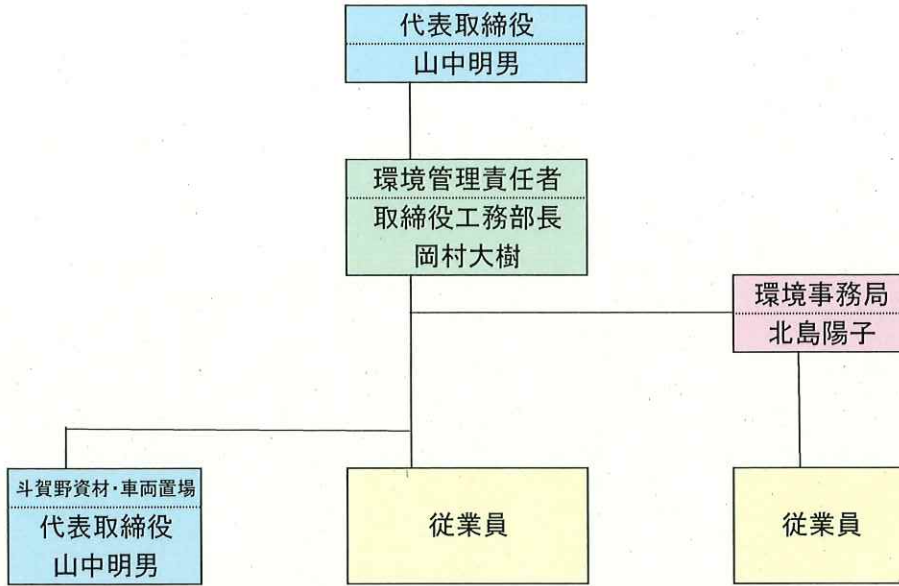 代表取締役
山中明男
環境管理責任者
取締役工務部長
岡村大樹
環境事務局
北島陽子
斗賀野資材・車両置場
代表取締役
山中明男
従業員
従業員